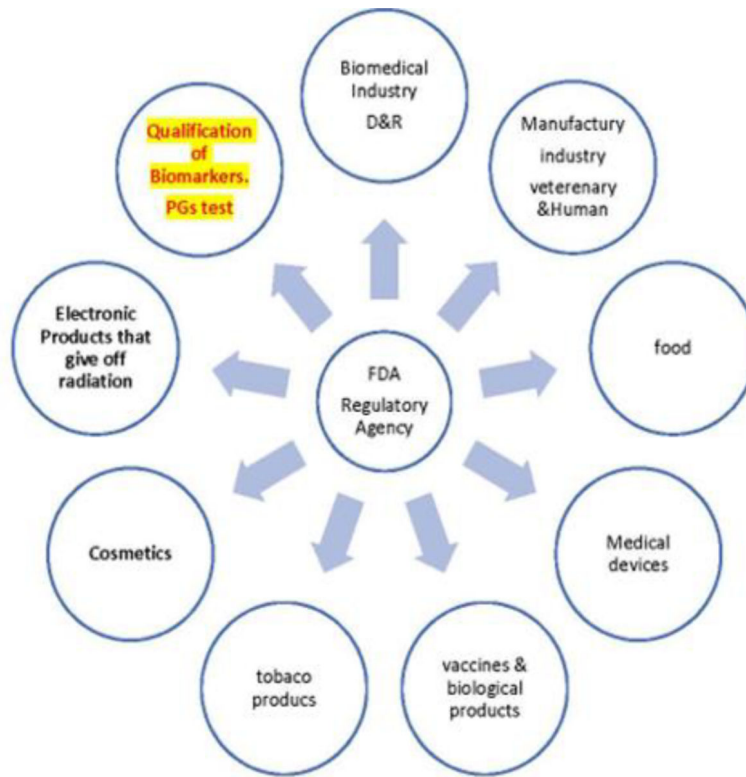 Biomedical
Industry
D&R
Manufactury
industry
veterenary
&Human
food
Medical
devices
vaccines &
biological
products
tobaco
producs
Cosmetics
Electronic
Products that
give off
radiation
Qualification
of
Biomarkers.
PGs test
FDA
Regulatory
Agency